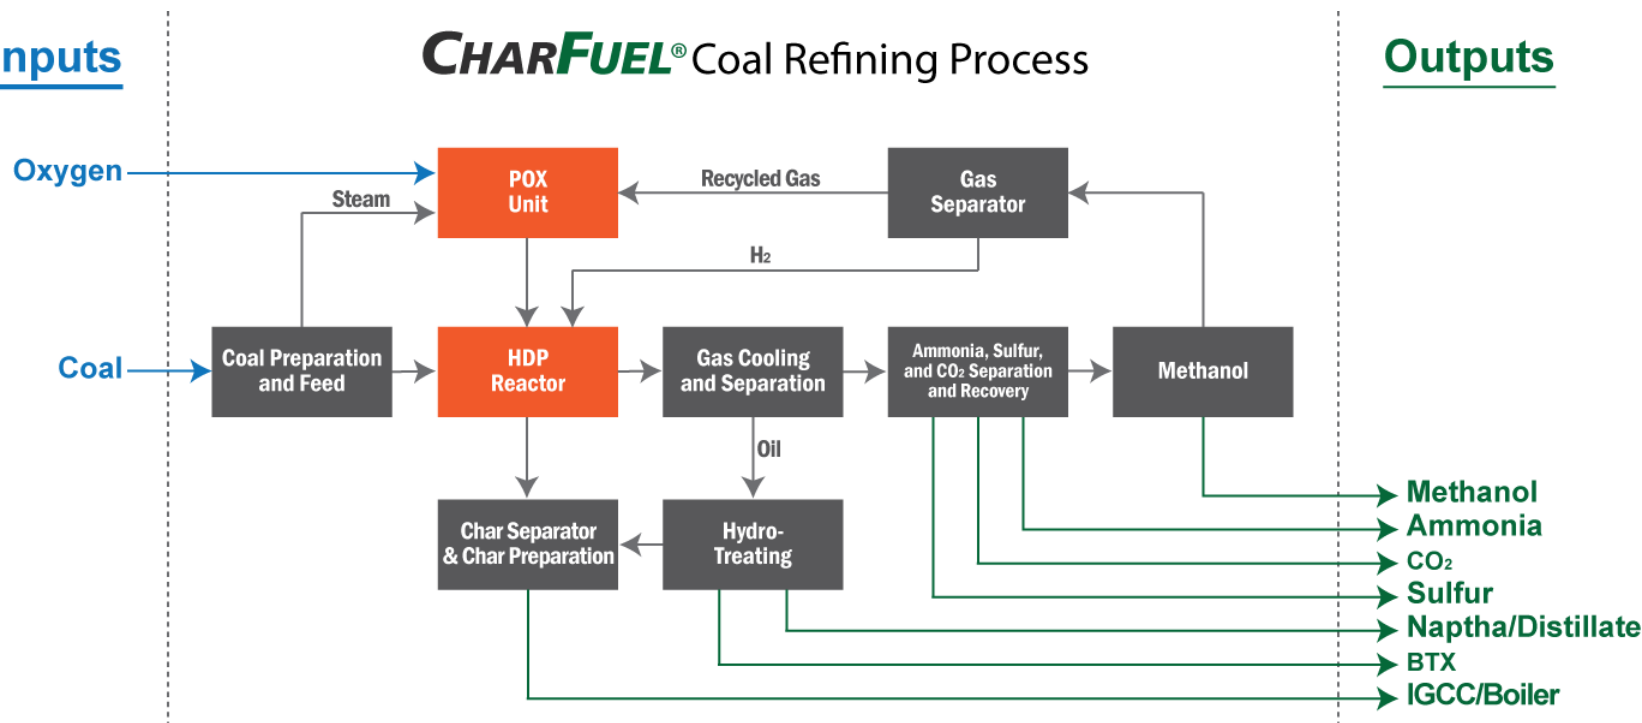 nputs
CHARFUEL® Coal Refining Process
Outputs
Oxygen
POX
Unit
Recycled Gas
Gas
Separator
Steam
H₂
Coal
Coal Preparation
and Feed
HDP
Reactor
Gas Cooling
and Separation
Ammonia, Sulfur,
and CO₂ Separation
and Recovery
Methanol
Oil
Char Separator
& Char Preparation
Hydro-
Treating
Methanol
Ammonia
CO₂
Sulfur
Naptha/Distillate
BTX
IGCC/Boiler